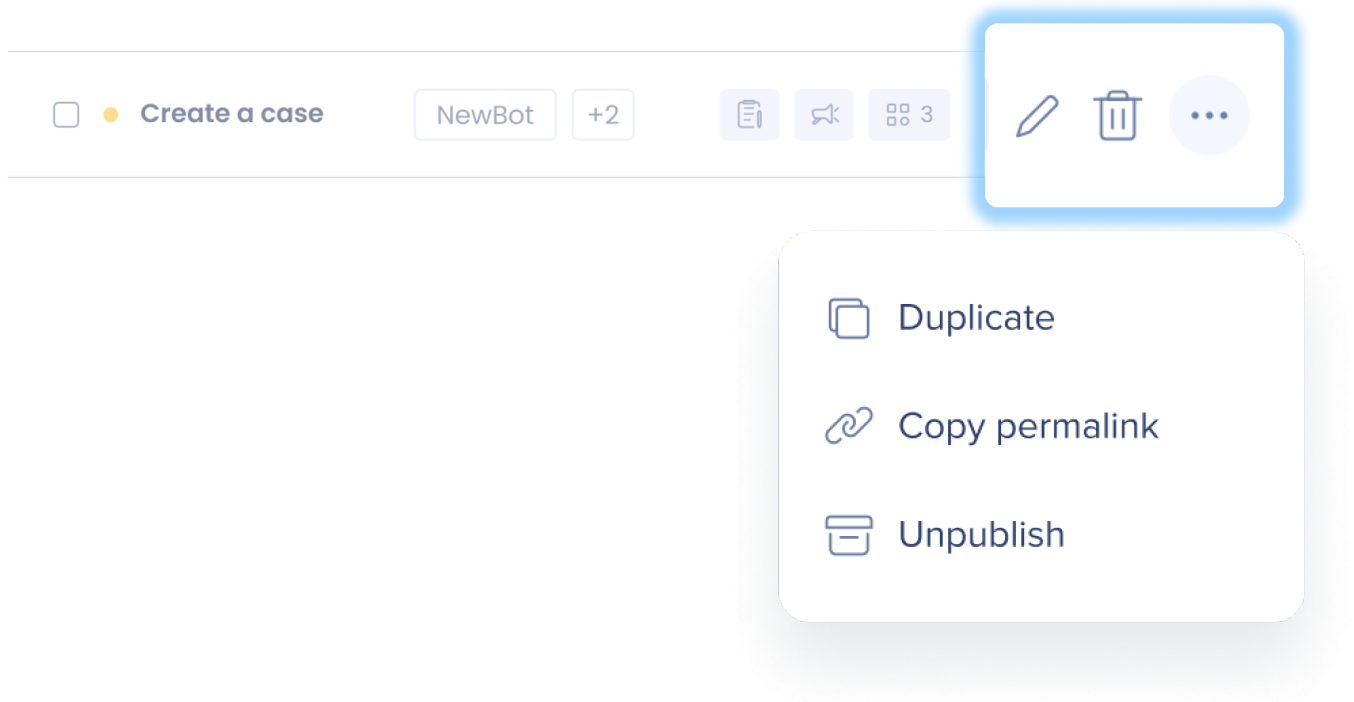 Create a case
NewBot
+2
3
Duplicate
Copy permalink
Unpublish